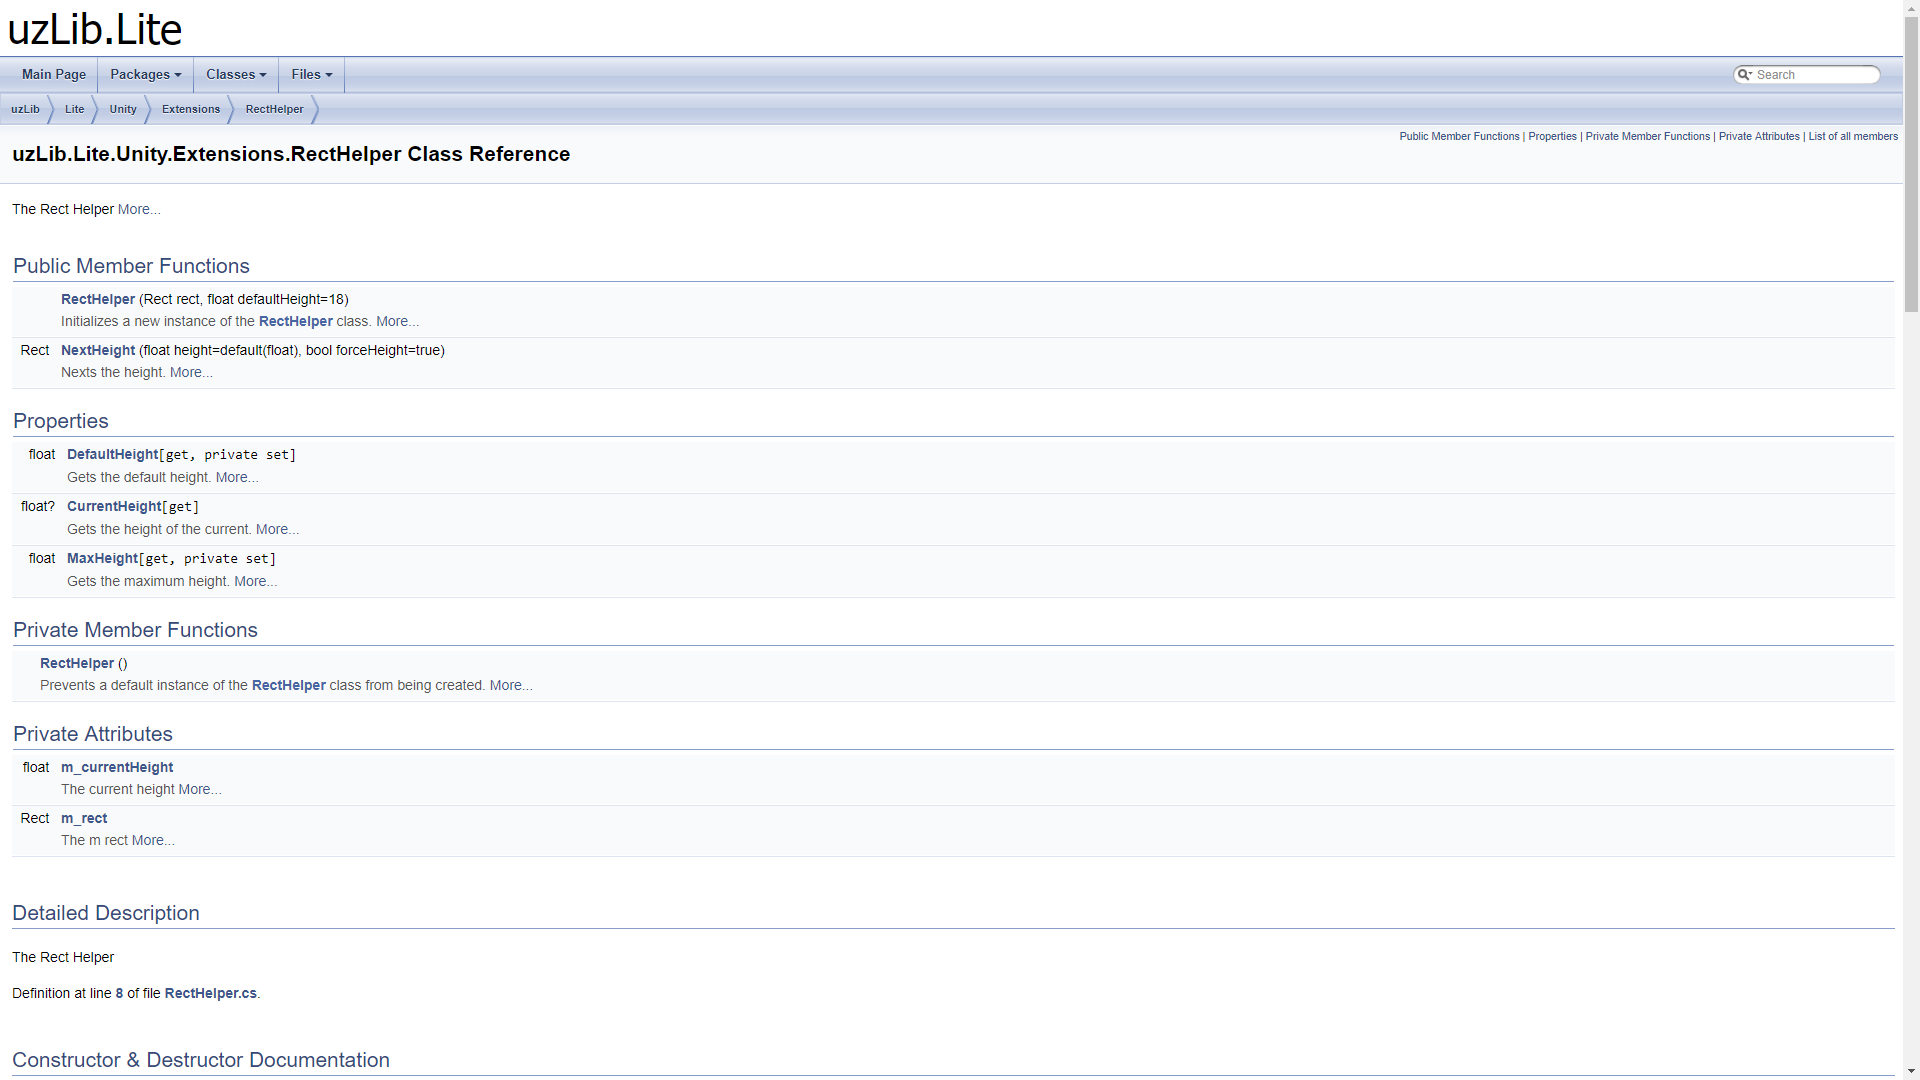 uzLib.Lite
Main Page Packages Classes Files Search
uzLib Lite Unity Extensions RectHelper
Public Member Functions | Properties | Private Member Functions | Private Attributes | List of all members
uzLib.Lite.Unity.Extensions.RectHelper Class Reference
The Rect Helper More...
Public Member Functions
RectHelper (Rect rect, float defaultHeight=18)
Initializes a new instance of the RectHelper class. More...
Rect NextHeight (float height=default(float), bool forceHeight=true)
Nexts the height. More...
Properties
float DefaultHeight[get, private set]
Gets the default height. More...
float? CurrentHeight[get]
Gets the height of the current. More...
float MaxHeight[get, private set]
Gets the maximum height. More...
Private Member Functions
RectHelper ()
Prevents a default instance of the RectHelper class from being created. More...
Private Attributes
float m_currentHeight
The current height More...
Rect m_rect
The m rect More...
Detailed Description
The Rect Helper
Definition at line 8 of file RectHelper.cs.
Constructor & Destructor Documentation